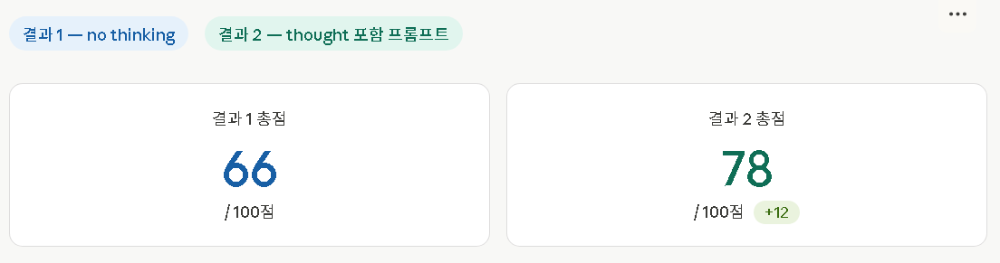 결과 1 — no thinking
결과 2 — thought 포함 프롬프트
결과 1 총점
66
/ 100점
결과 2 총점
78
/ 100점 +12